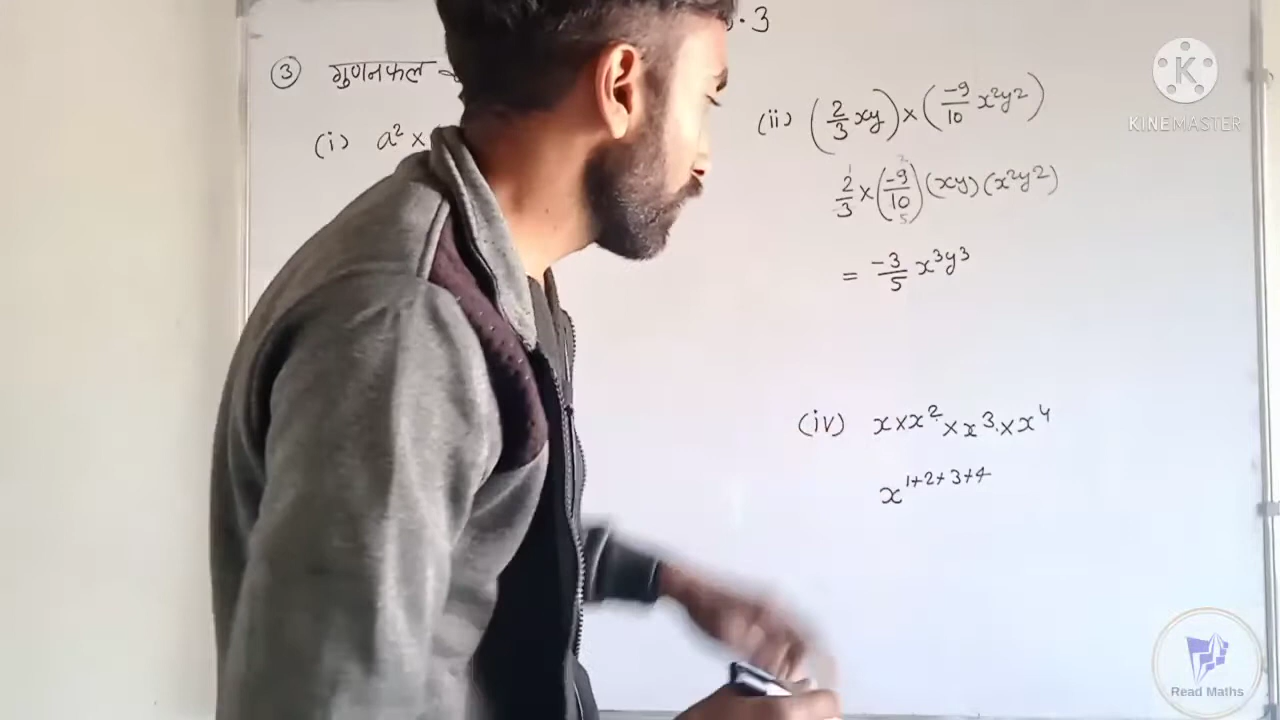 .3
③ गुणनफल
(i) a² ×
(ii) (2/3 xy) × (-9/10 x²y²)
2/3 × (-9/10) (xy) (x²y²)
= -3/5 x³y³
(iv) x × x² × x³ × x⁴
x¹⁺²⁺³⁺⁴
K
KINEMASTER
Read Maths